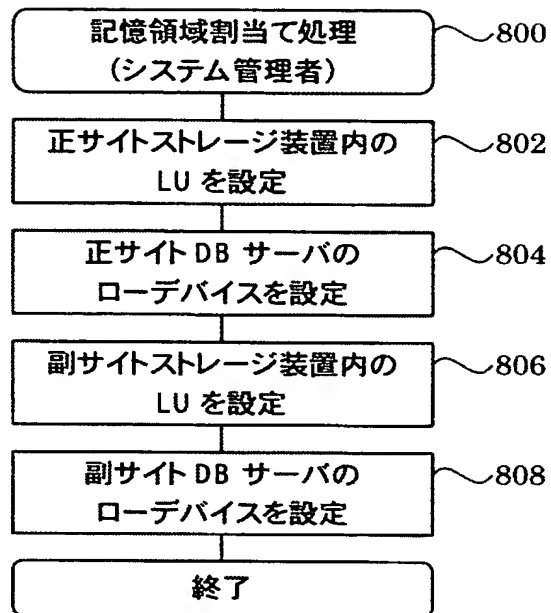 記憶領域割当て処理
(システム管理者)
800
正サイトストレージ装置内の
LU を設定
802
正サイト DB サーバの
ローデバイスを設定
804
副サイトストレージ装置内の
LU を設定
806
副サイト DB サーバの
ローデバイスを設定
808
終了